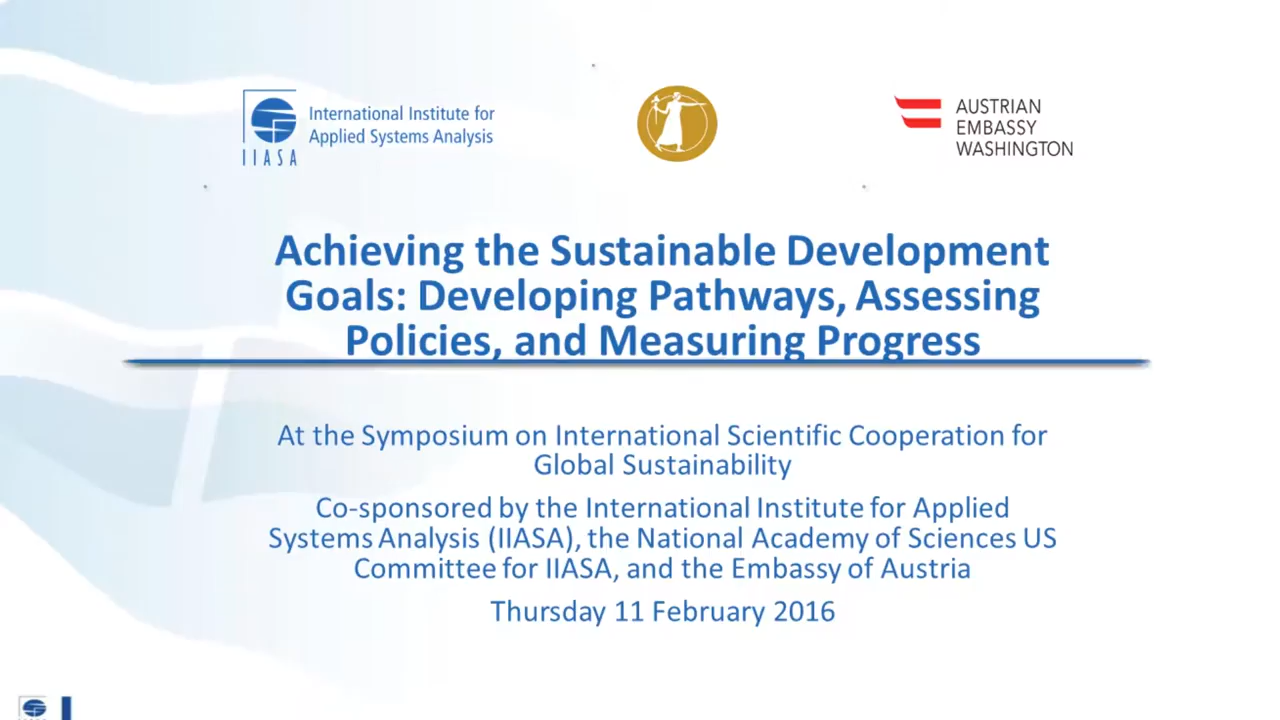 International Institute for
Applied Systems Analysis
IIASA
AUSTRIAN
EMBASSY
WASHINGTON
Achieving the Sustainable Development
Goals: Developing Pathways, Assessing
Policies, and Measuring Progress
At the Symposium on International Scientific Cooperation for
Global Sustainability
Co-sponsored by the International Institute for Applied
Systems Analysis (IIASA), the National Academy of Sciences US
Committee for IIASA, and the Embassy of Austria
Thursday 11 February 2016